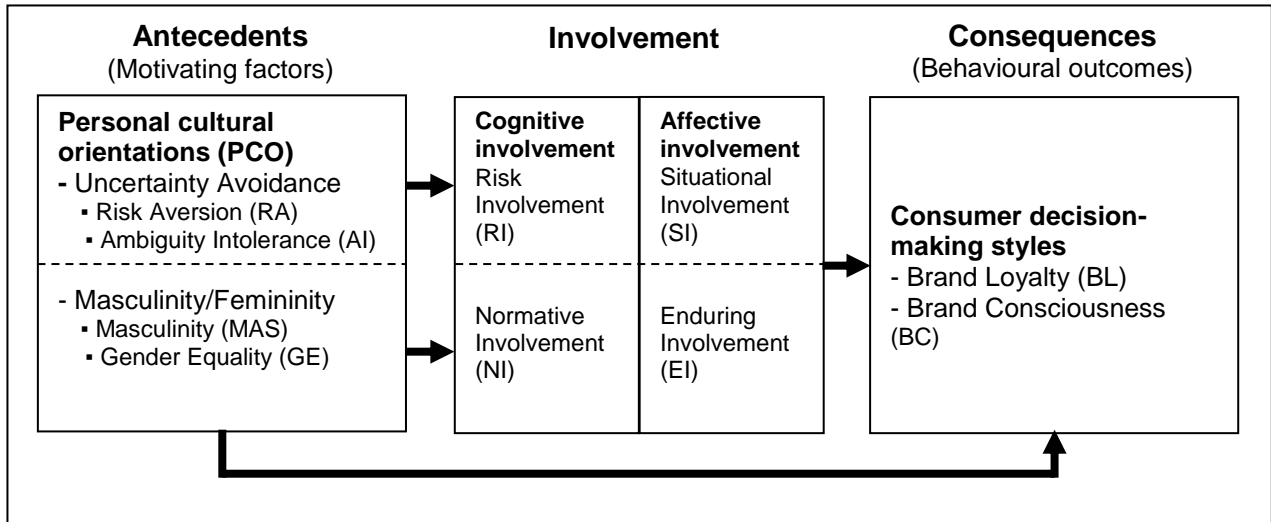 Antecedents
(Motivating factors)
Personal cultural
orientations (PCO)
- Uncertainty Avoidance
▪ Risk Aversion (RA)
▪ Ambiguity Intolerance (AI)
- Masculinity/Femininity
▪ Masculinity (MAS)
▪ Gender Equality (GE)
Involvement
Cognitive
involvement
Risk
Involvement
(RI)
Normative
Involvement
(NI)
Affective
involvement
Situational
Involvement
(SI)
Enduring
Involvement
(EI)
Consequences
(Behavioural outcomes)
Consumer decision-
making styles
- Brand Loyalty (BL)
- Brand Consciousness
(BC)